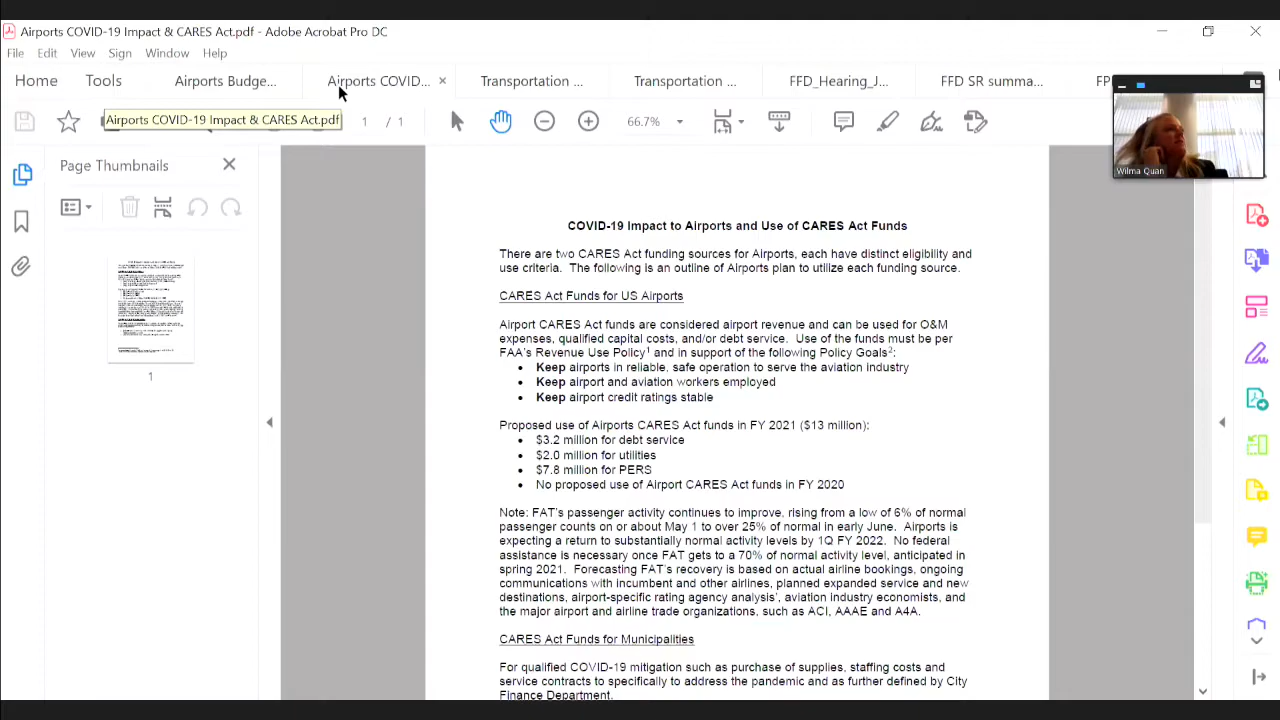 Airports COVID-19 Impact & CARES Act.pdf - Adobe Acrobat Pro DC
File Edit View Sign Window Help
Home Tools Airports Budge... Airports COVID... Transportation ... Transportation ... FFD_Hearing_J... FFD SR summa...
Airports COVID-19 Impact & CARES Act.pdf 1 / 1 66.7%
Wilma Quan
Page Thumbnails
1
COVID-19 Impact to Airports and Use of CARES Act Funds
There are two CARES Act funding sources for Airports, each have distinct eligibility and
use criteria. The following is an outline of Airports plan to utilize each funding source.
CARES Act Funds for US Airports
Airport CARES Act funds are considered airport revenue and can be used for O&M
expenses, qualified capital costs, and/or debt service. Use of the funds must be per
FAA's Revenue Use Policy¹ and in support of the following Policy Goals²:
• Keep airports in reliable, safe operation to serve the aviation industry
• Keep airport and aviation workers employed
• Keep airport credit ratings stable
Proposed use of Airports CARES Act funds in FY 2021 ($13 million):
• $3.2 million for debt service
• $2.0 million for utilities
• $7.8 million for PERS
• No proposed use of Airport CARES Act funds in FY 2020
Note: FAT's passenger activity continues to improve, rising from a low of 6% of normal
passenger counts on or about May 1 to over 25% of normal in early June. Airports is
expecting a return to substantially normal activity levels by 1Q FY 2022. No federal
assistance is necessary once FAT gets to a 70% of normal activity level, anticipated in
spring 2021. Forecasting FAT's recovery is based on actual airline bookings, ongoing
communications with incumbent and other airlines, planned expanded service and new
destinations, airport-specific rating agency analysis', aviation industry economists, and
the major airport and airline trade organizations, such as ACI, AAAE and A4A.
CARES Act Funds for Municipalities
For qualified COVID-19 mitigation such as purchase of supplies, staffing costs and
service contracts to specifically to address the pandemic and as further defined by City
Finance Department.